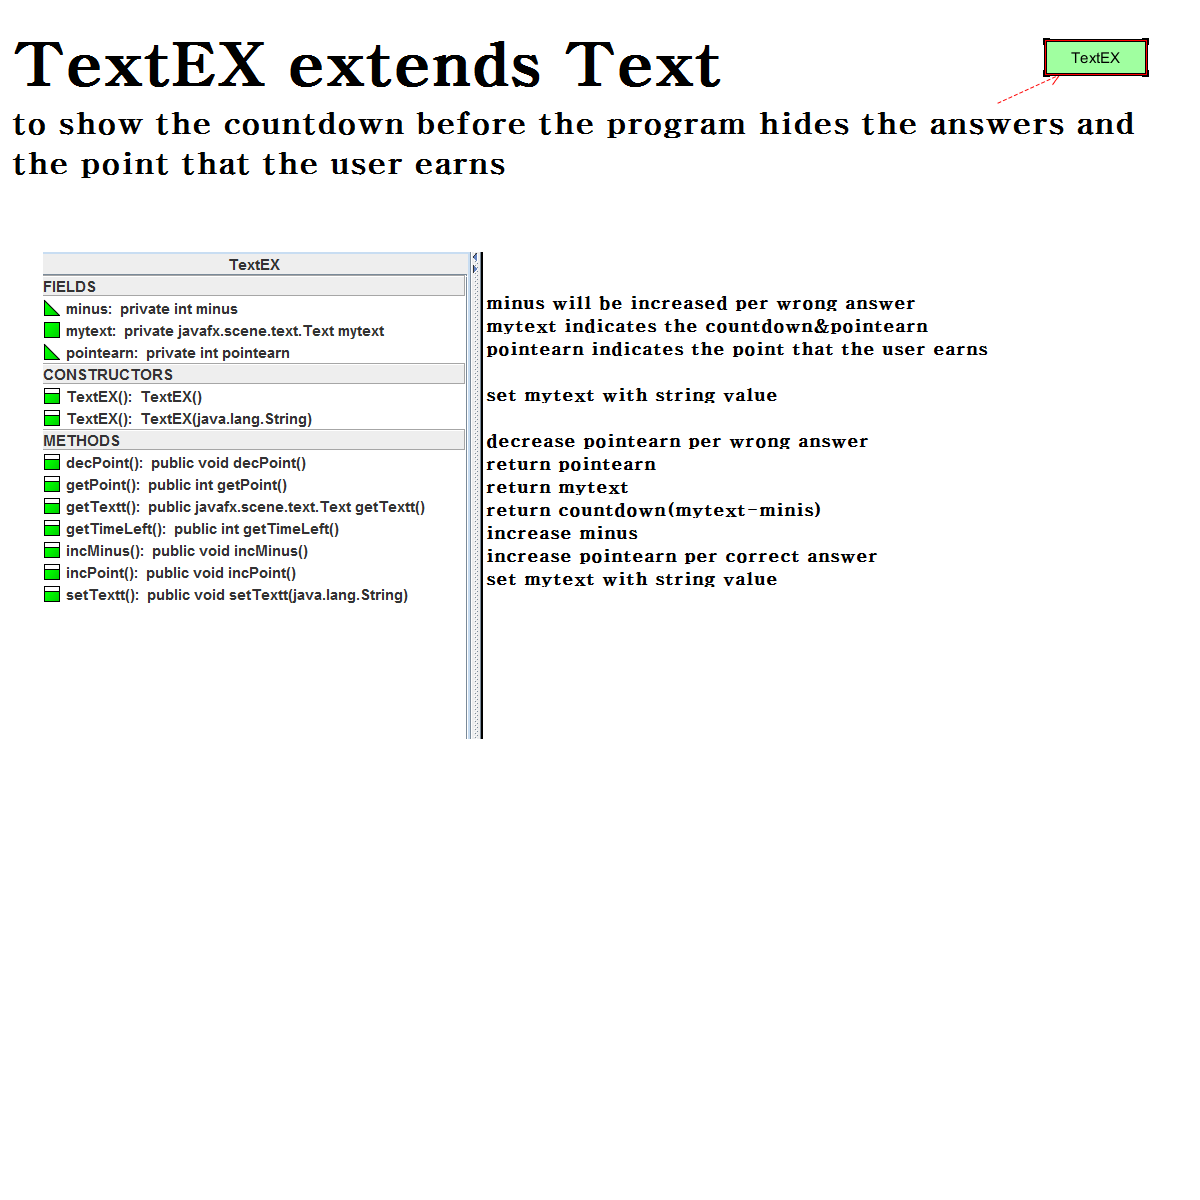 TextEX extends Text
TextEX
to show the countdown before the program hides the answers and
the point that the user earns
TextEX
FIELDS
minus: private int minus
minus will be increased per wrong answer
mytext: private javafx.scene.text.Text mytext
mytext indicates the countdown&pointearn
pointearn: private int pointearn
pointearn indicates the point that the user earns
CONSTRUCTORS
TextEX(): TextEX()
set mytext with string value
TextEX(): TextEX(java.lang.String)
METHODS
decrease pointearn per wrong answer
decPoint(): public void decPoint()
return pointearn
getPoint(): public int getPoint()
return mytext
getTextt(): public javafx.scene.text.Text getTextt()
return countdown(mytext-minis)
getTimeLeft(): public int getTimeLeft()
increase minus
incMinus(): public void incMinus()
increase pointearn per correct answer
incPoint(): public void incPoint()
set mytext with string value
setTextt(): public void setTextt(java.lang.String)